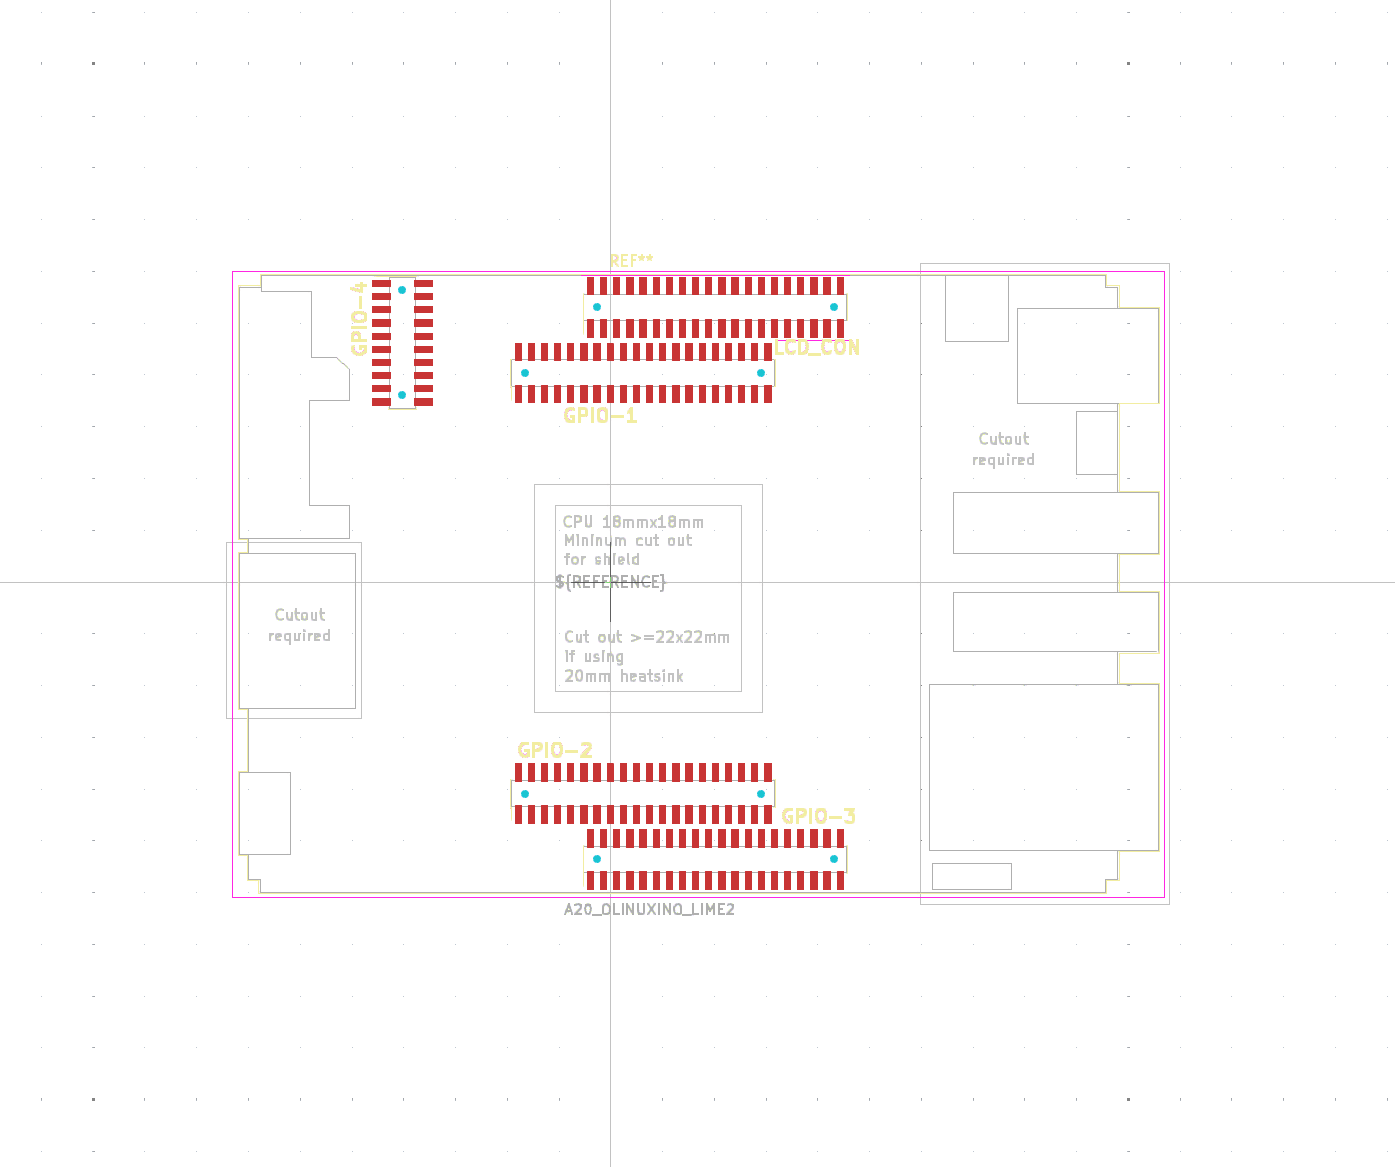 REF**
GPIO-4
LCD_CON
GPIO-1
Cutout
required
CPU 18mmx18mm
Mininum cut out
for shield
${REFERENCE}
Cutout
required
Cut out >=22x22mm
if using
20mm heatsink
GPIO-2
GPIO-3
A20_OLINUXINO_LIME2